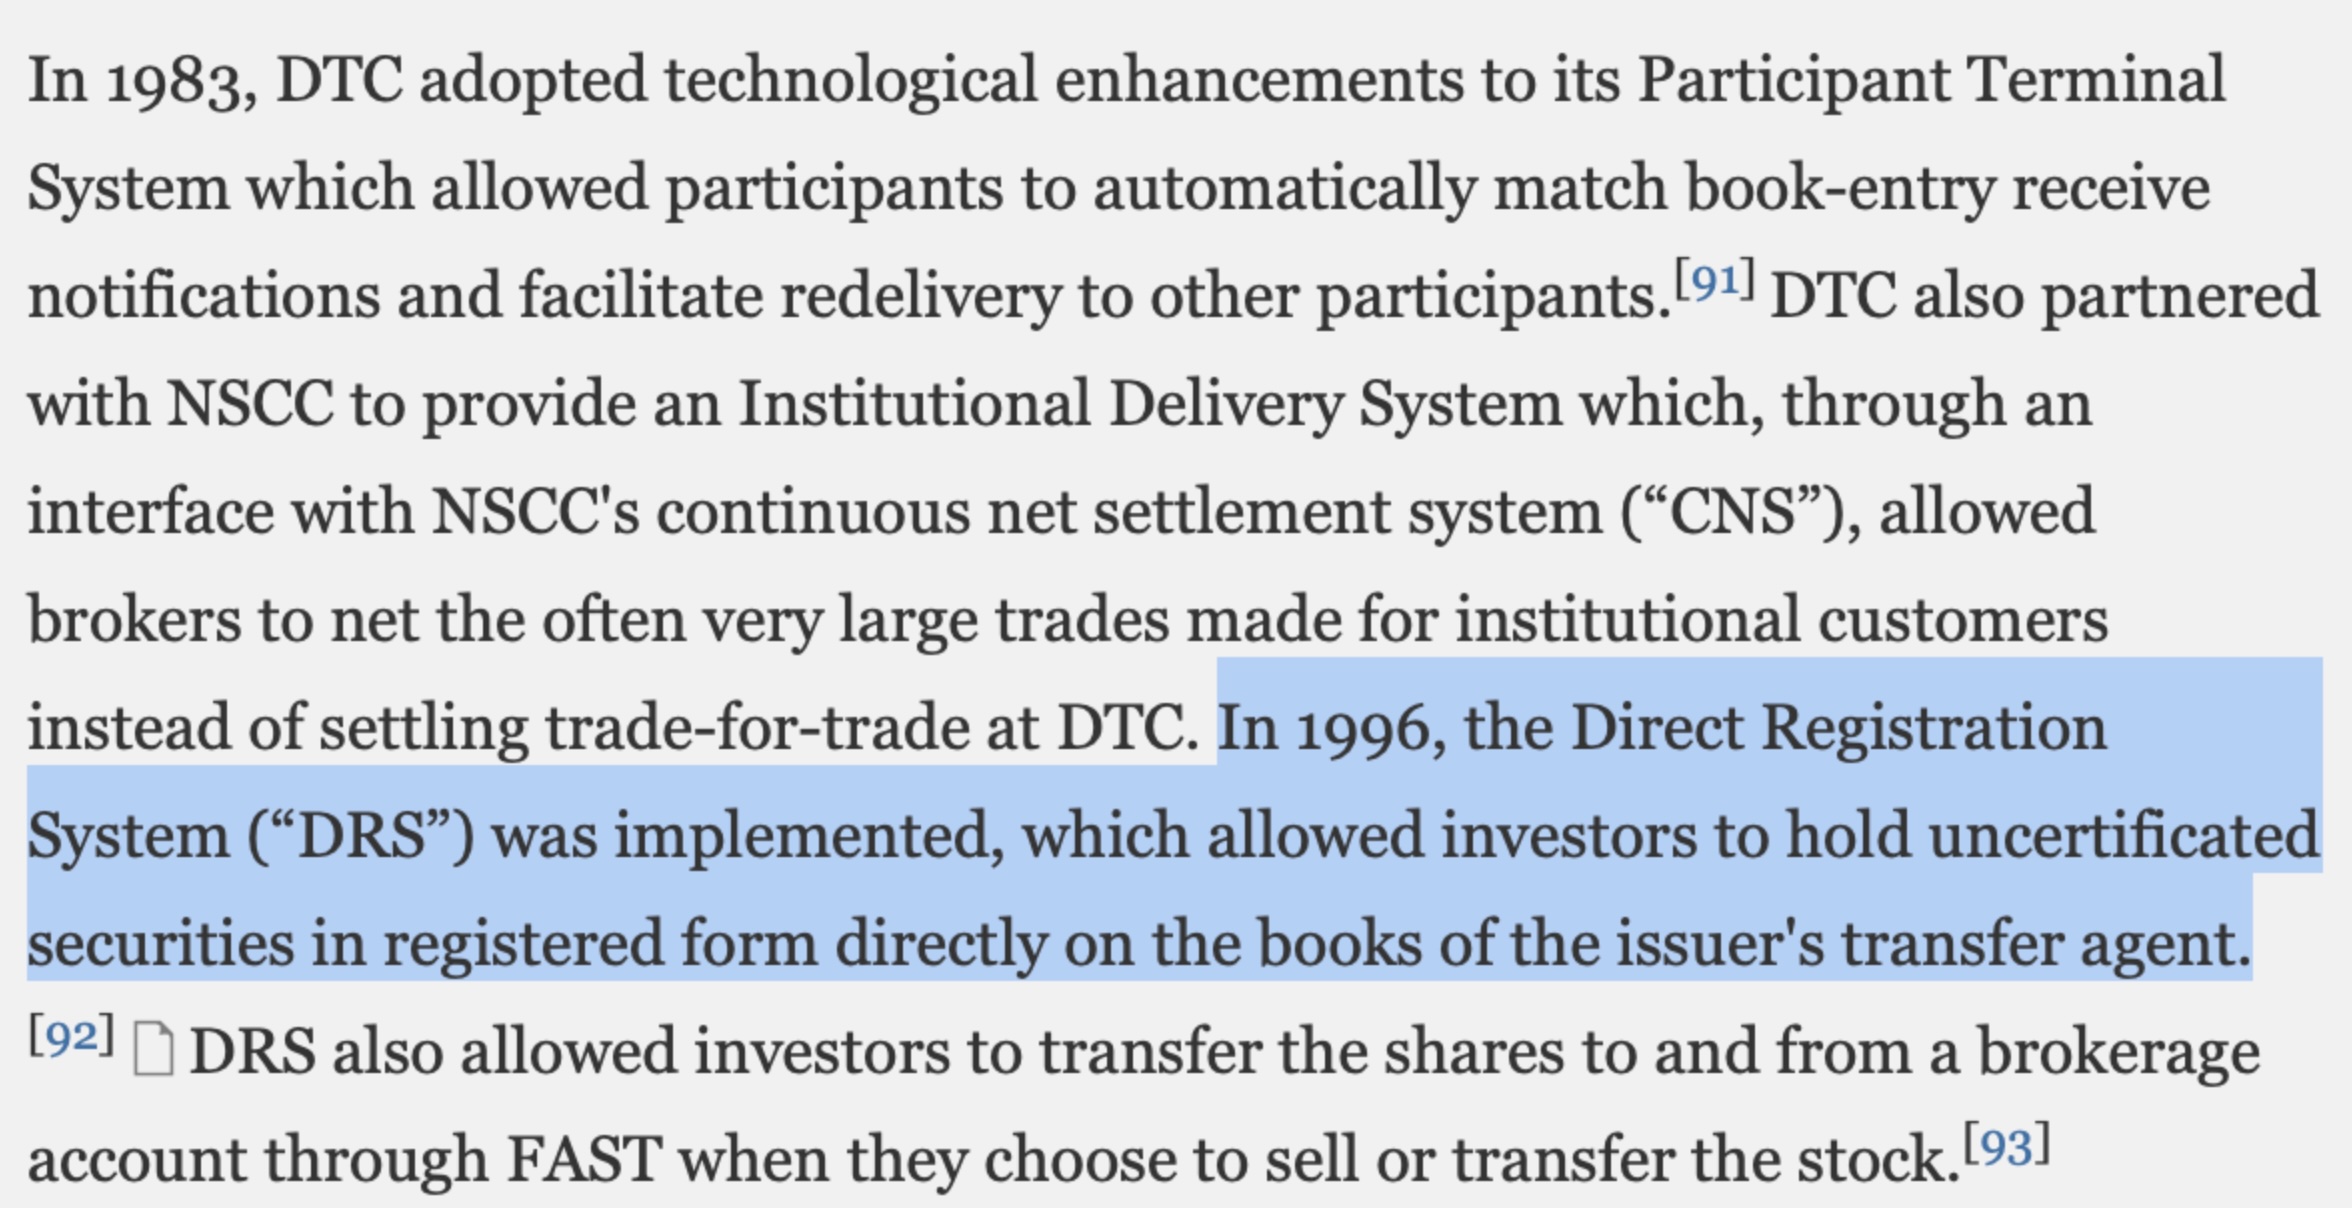 In 1983, DTC adopted technological enhancements to its Participant Terminal
System which allowed participants to automatically match book-entry receive
notifications and facilitate redelivery to other participants.[91] DTC also partnered
with NSCC to provide an Institutional Delivery System which, through an
interface with NSCC's continuous net settlement system (“CNS”), allowed
brokers to net the often very large trades made for institutional customers
instead of settling trade-for-trade at DTC. In 1996, the Direct Registration
System (“DRS”) was implemented, which allowed investors to hold uncertificated
securities in registered form directly on the books of the issuer's transfer agent.
[92] DRS also allowed investors to transfer the shares to and from a brokerage
account through FAST when they choose to sell or transfer the stock.[93]